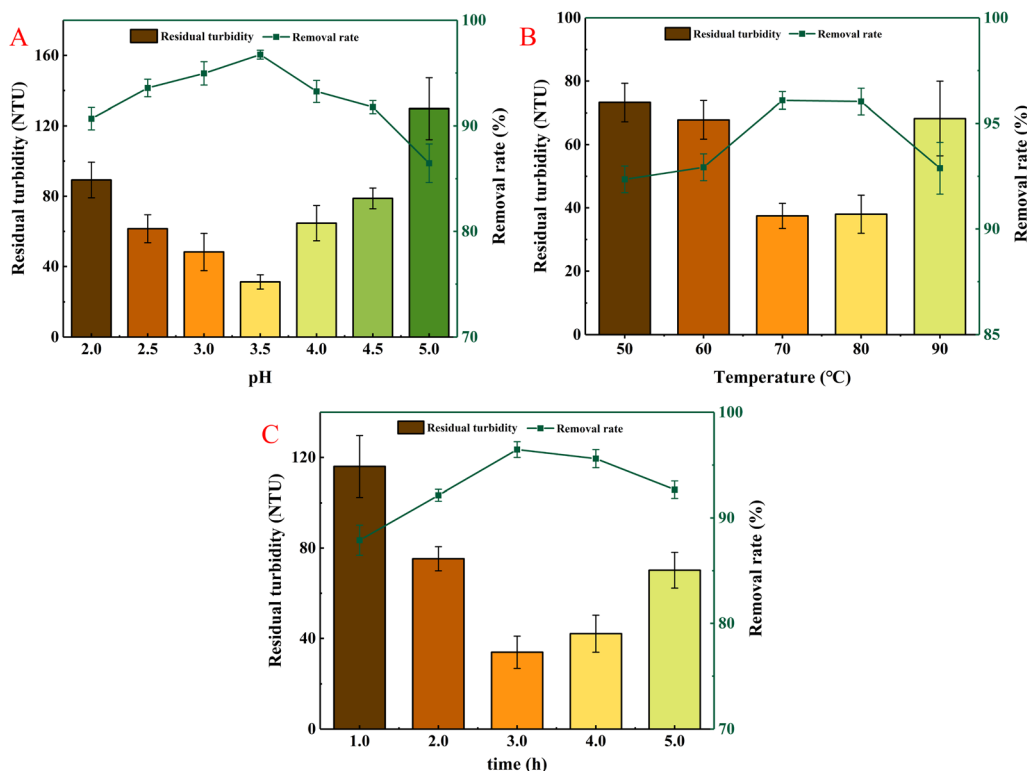 A
Residual turbidity
Removal rate
Residual turbidity (NTU)
160
120
80
40
0
100
90
80
70
Removal rate (%)
2.0 2.5 3.0 3.5 4.0 4.5 5.0
pH
B
Residual turbidity
Removal rate
Residual turbidity (NTU)
100
80
60
40
20
0
100
95
90
85
Removal rate (%)
50 60 70 80 90
Temperature (℃)
C
Residual turbidity
Removal rate
Residual turbidity (NTU)
120
80
40
0
100
90
80
70
Removal rate (%)
1.0 2.0 3.0 4.0 5.0
time (h)